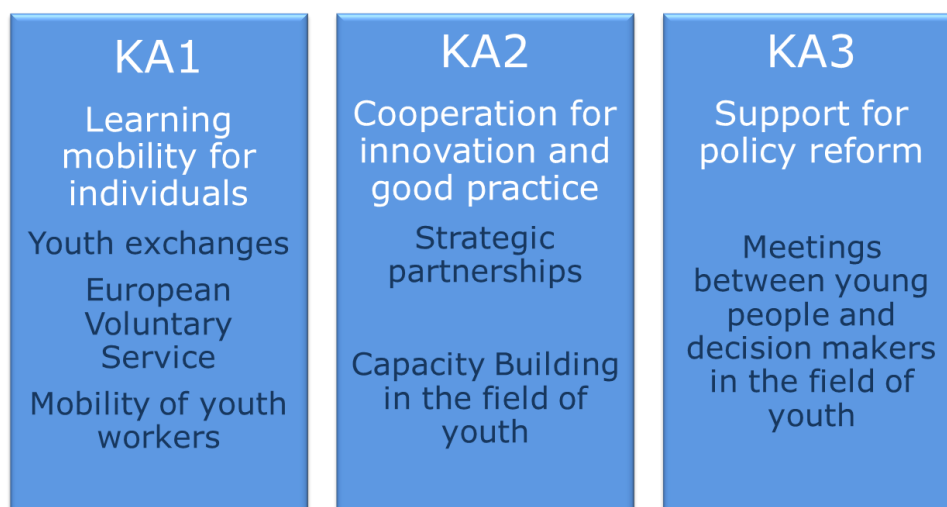 KA1
Learning
mobility for
individuals
Youth exchanges
European
Voluntary
Service
Mobility of youth
workers
KA2
Cooperation for
innovation and
good practice
Strategic
partnerships
Capacity Building
in the field of
youth
KA3
Support for
policy reform
Meetings
between young
people and
decision makers
in the field of
youth